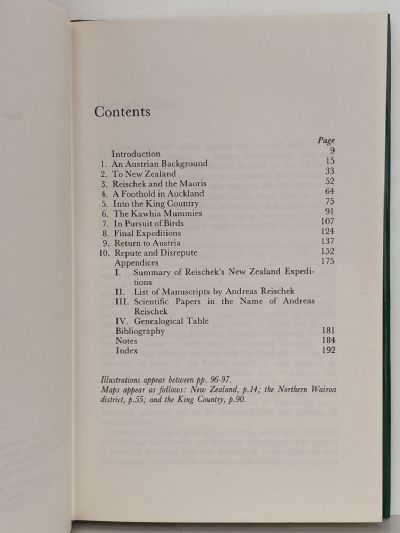 Contents
Page
Introduction 9
1. An Austrian Background 15
2. To New Zealand 33
3. Reischek and the Maoris 52
4. A Foothold in Auckland 64
5. Into the King Country 75
6. The Kawhia Mummies 91
7. In Pursuit of Birds 107
8. Final Expeditions 124
9. Return to Austria 137
10. Repute and Disrepute 152
Appendices 175
I. Summary of Reischek's New Zealand Expedi-
tions
II. List of Manuscripts by Andreas Reischek
III. Scientific Papers in the Name of Andreas
Reischek
IV. Genealogical Table
Bibliography 181
Notes 184
Index 192
Illustrations appear between pp. 96-97.
Maps appear as follows: New Zealand, p.14; the Northern Wairoa
district, p.55; and the King Country, p.90.